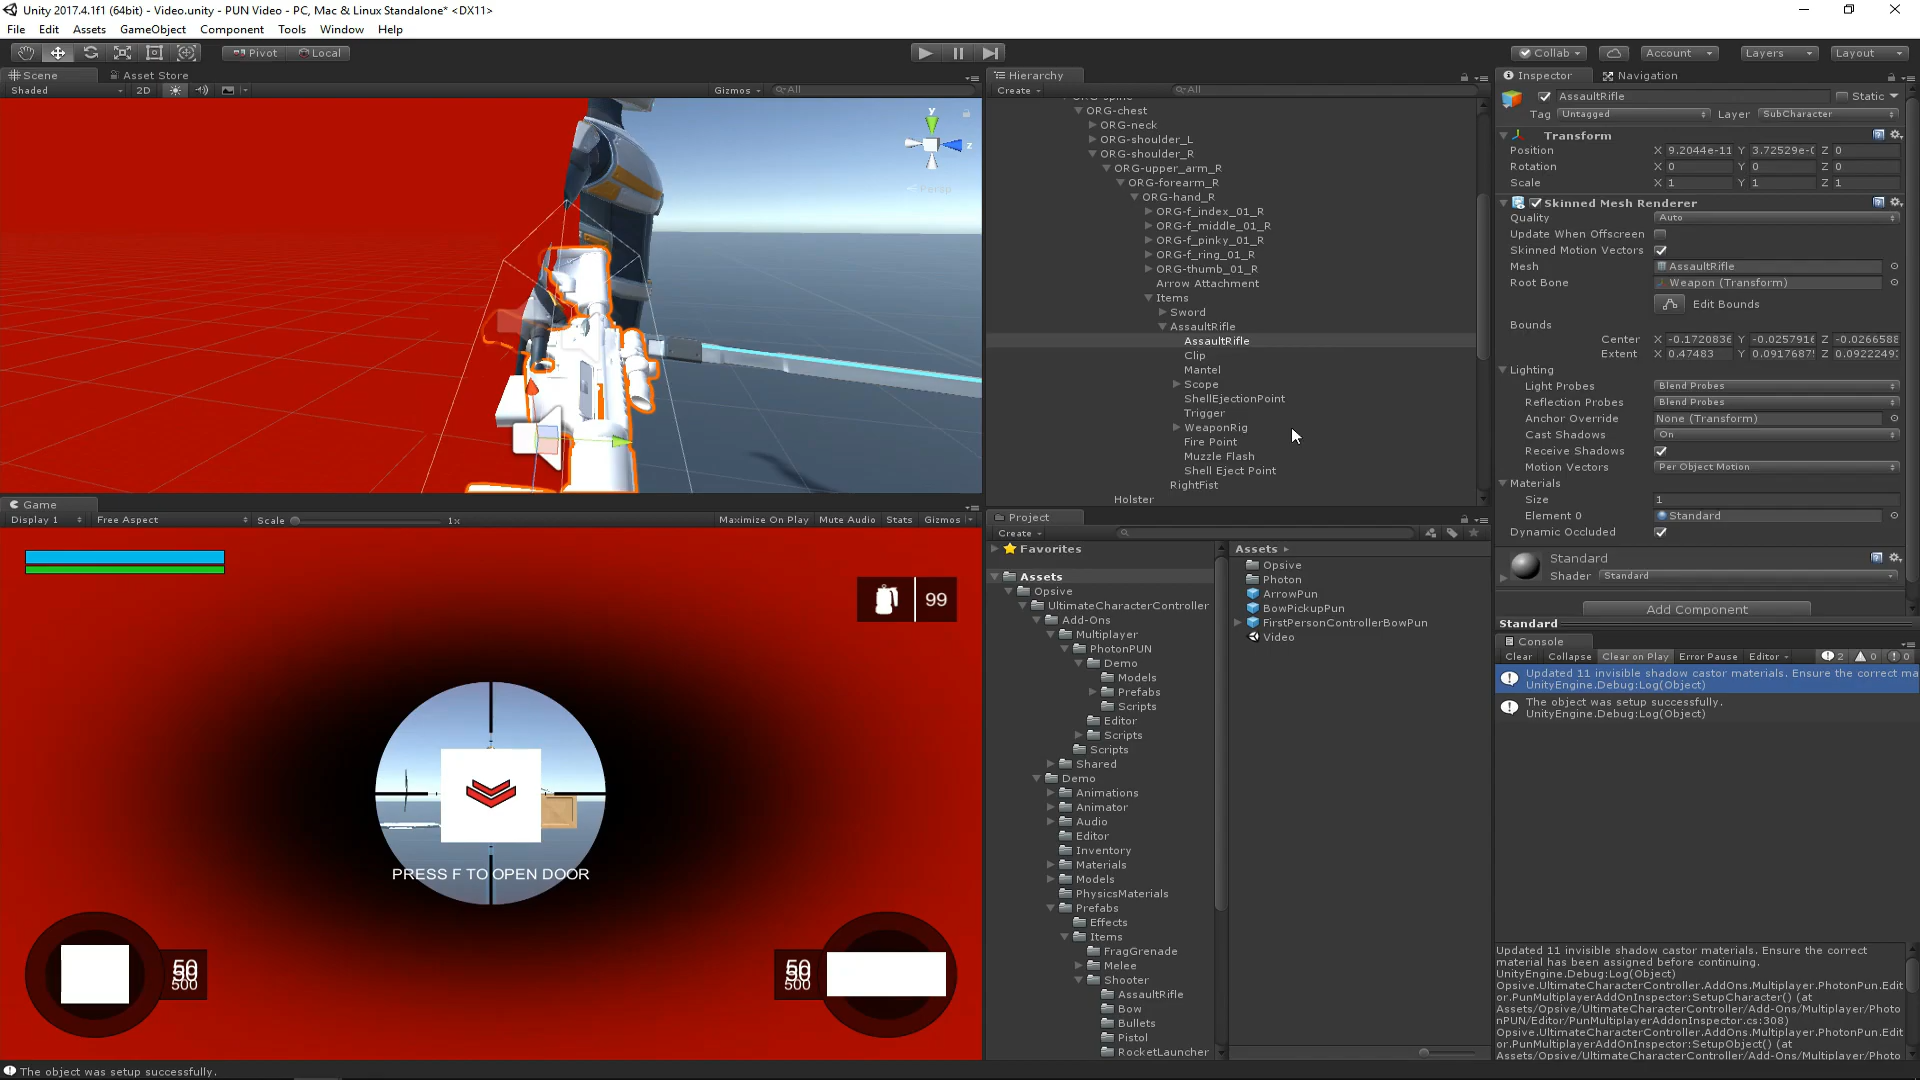 Unity 2017.4.1f1 (64bit) - Video.unity - PUN Video - PC, Mac & Linux Standalone* <DX11>
File Edit Assets GameObject Component Tools Window Help
Pivot Local Collab Account Layers Layout
Scene Asset Store
Shaded 2D Gizmos All
y
z
Persp
Game
Display 1 Free Aspect Scale 1x Maximize On Play Mute Audio Stats Gizmos
99
PRESS F TO OPEN DOOR
500
500
Hierarchy
Create All
ORG-chest
ORG-neck
ORG-shoulder_L
ORG-shoulder_R
ORG-upper_arm_R
ORG-forearm_R
ORG-hand_R
ORG-f_index_01_R
ORG-f_middle_01_R
ORG-f_pinky_01_R
ORG-f_ring_01_R
ORG-thumb_01_R
Arrow Attachment
Items
Sword
AssaultRifle
AssaultRifle
Clip
Mantel
Scope
ShellEjectionPoint
Trigger
WeaponRig
Fire Point
Muzzle Flash
Shell Eject Point
RightFist
Holster
Project
Create
Favorites
Assets
Opsive
UltimateCharacterController
Add-Ons
Multiplayer
PhotonPUN
Demo
Models
Prefabs
Scripts
Editor
Scripts
Scripts
Shared
Demo
Animations
Animator
Audio
Editor
Inventory
Materials
Models
PhysicsMaterials
Prefabs
Effects
Items
FragGrenade
Melee
Shooter
AssaultRifle
Bow
Bullets
Pistol
RocketLauncher
Assets
Opsive
Photon
ArrowPun
BowPickupPun
FirstPersonControllerBowPun
Video
Inspector Navigation
AssaultRifle Static
Tag Untagged Layer SubCharacter
Transform
Position X 9.2044e-11 Y 3.72529e-0 Z 0
Rotation X 0 Y 0 Z 0
Scale X 1 Y 1 Z 1
Skinned Mesh Renderer
Quality Auto
Update When Offscreen
Skinned Motion Vectors
Mesh AssaultRifle
Root Bone Weapon (Transform)
Edit Bounds
Bounds
Center X -0.1720836 Y -0.0257916 Z -0.0266588
Extent X 0.47483 Y 0.0917687 Z 0.0922249
Lighting
Light Probes Blend Probes
Reflection Probes Blend Probes
Anchor Override None (Transform)
Cast Shadows On
Receive Shadows
Motion Vectors Per Object Motion
Materials
Size 1
Element 0 Standard
Dynamic Occluded
Standard
Shader Standard
Add Component
Standard
Console
Clear Collapse Clear on Play Error Pause Editor 2 0 0
Updated 11 invisible shadow castor materials. Ensure the correct ma
UnityEngine.Debug:Log(Object)
The object was setup successfully.
UnityEngine.Debug:Log(Object)
Updated 11 invisible shadow castor materials. Ensure the correct
material has been assigned before continuing.
UnityEngine.Debug:Log(Object)
Opsive.UltimateCharacterController.AddOns.Multiplayer.PhotonPun.Edit
or.PunMultiplayerAddOnInspector:SetupCharacter() (at
Assets/Opsive/UltimateCharacterController/Add-Ons/Multiplayer/Photo
nPUN/Editor/PunMultiplayerAddonInspector.cs:308)
Opsive.UltimateCharacterController.AddOns.Multiplayer.PhotonPun.Edit
or.PunMultiplayerAddOnInspector:SetupObject() (at
Assets/Opsive/UltimateCharacterController/Add-Ons/Multiplayer/Photo
The object was setup successfully.